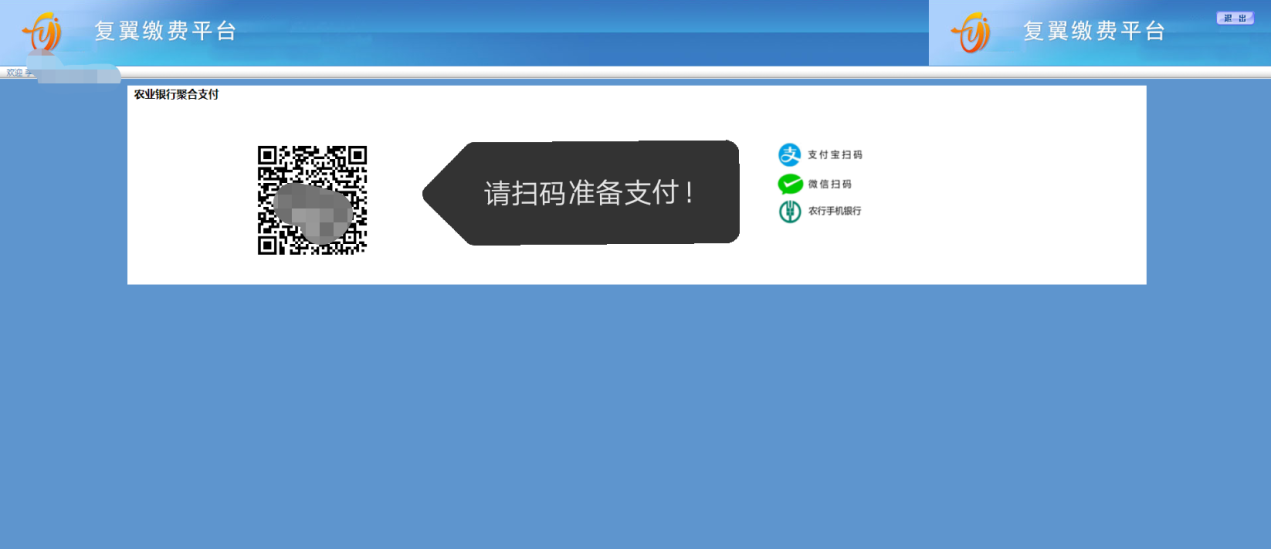 复翼缴费平台
复翼缴费平台
退 出
欢迎
农业银行聚合支付
请扫码准备支付！
支付宝扫码
微信扫码
农行手机银行